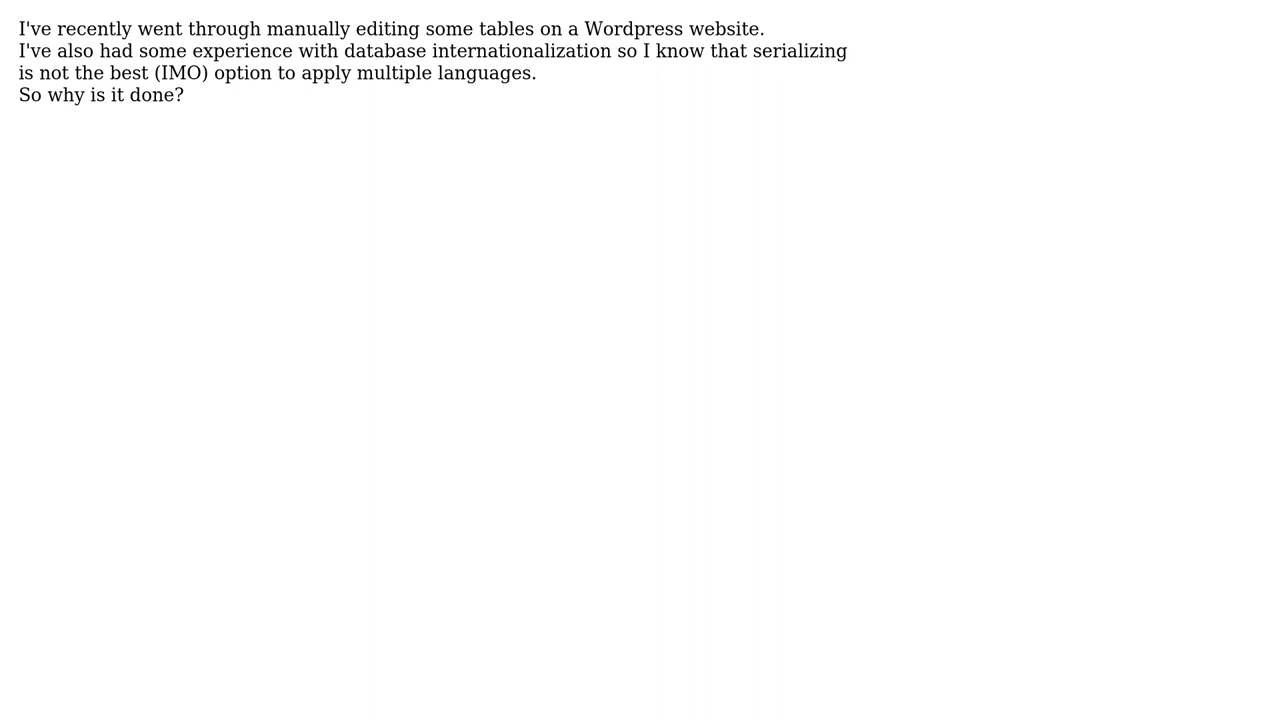 I've recently went through manually editing some tables on a Wordpress website.
I've also had some experience with database internationalization so I know that serializing
is not the best (IMO) option to apply multiple languages.
So why is it done?